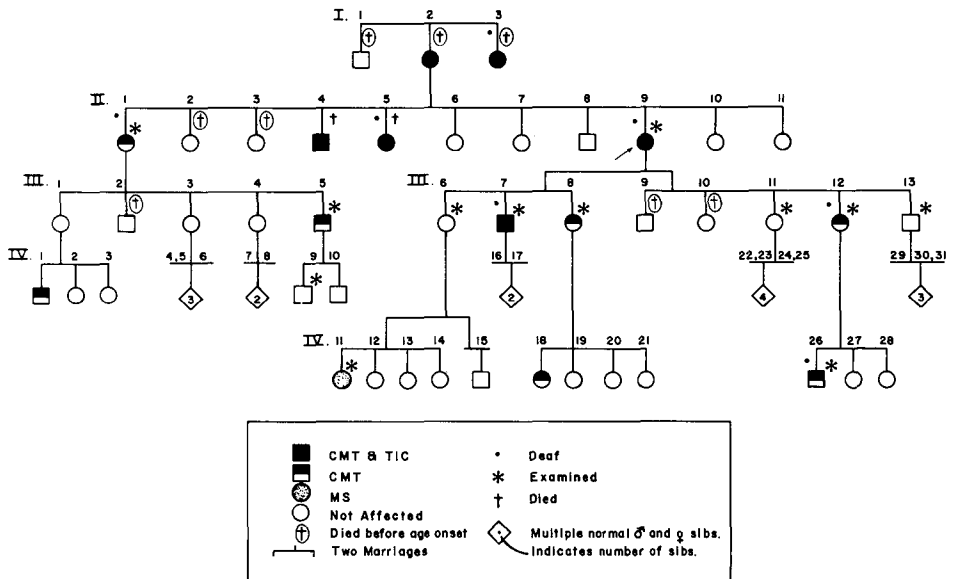 I. 1 2 3
II. 1 2 3 4 5 6 7 8 9 10 11
III. 1 2 3 4 5 III. 6 7 8 9 10 11 12 13
IV. 1 2 3 4,5 6 7 8 9 10 16 17 22,23 24,25 29 30,31
3 2 2 4 3
IV. 11 12 13 14 15 18 19 20 21 26 27 28
CMT & TIC • Deaf
CMT * Examined
MS † Died
Not Affected
Died before age onset Multiple normal ♂ and ♀ sibs.
Two Marriages Indicates number of sibs.